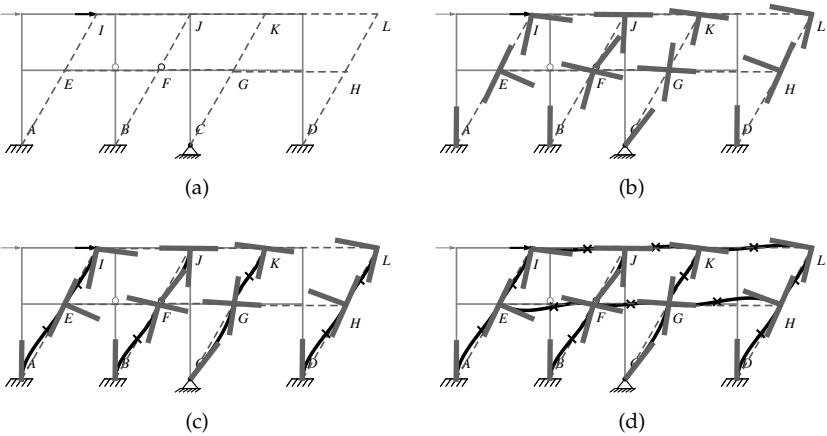 I J K L
E F G H
A B C D
(a)
I J K L
E F G H
A B C D
(b)
I J K L
E F G H
A B C D
(c)
I J K L
E F G H
A B C D
(d)